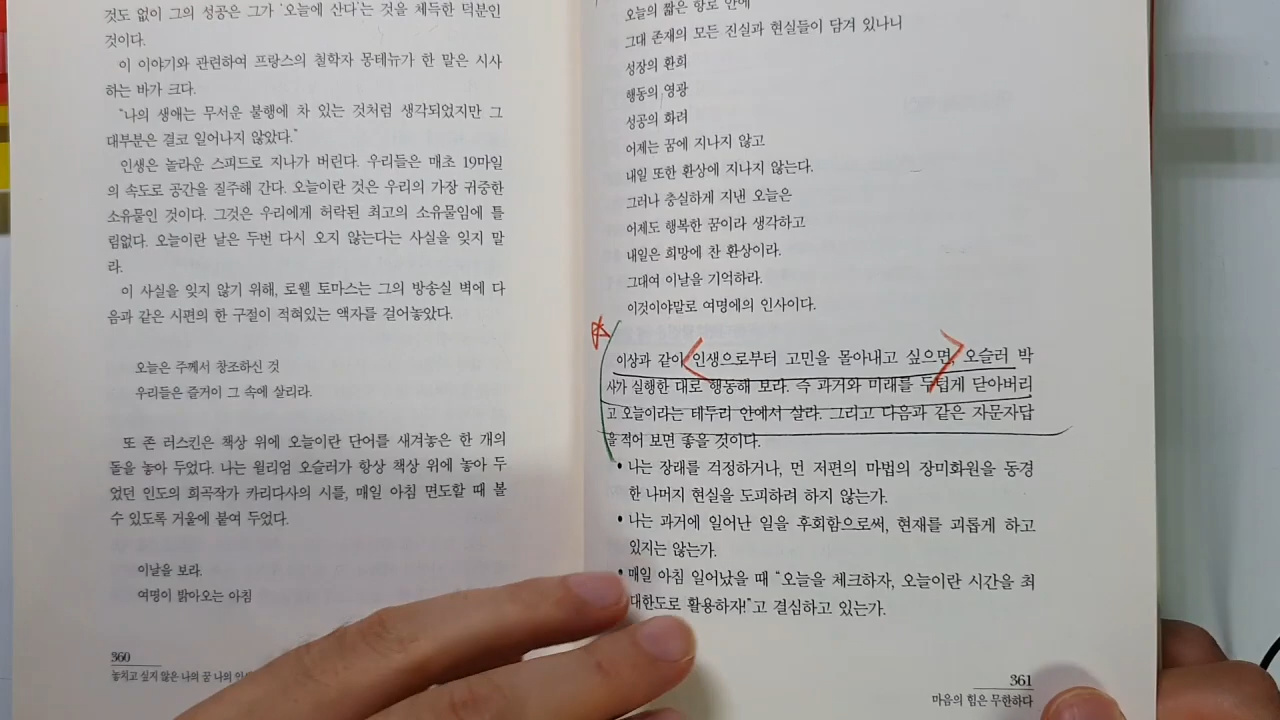 것도 없이 그의 성공은 그가 '오늘에 산다'는 것을 체득한 덕분인
것이다.
이 이야기와 관련하여 프랑스의 철학자 몽테뉴가 한 말은 시사
하는 바가 크다.
"나의 생애는 무서운 불행에 차 있는 것처럼 생각되었지만 그
대부분은 결코 일어나지 않았다."
인생은 놀라운 스피드로 지나가 버린다. 우리들은 매초 19마일
의 속도로 공간을 질주해 간다. 오늘이란 것은 우리의 가장 귀중한
소유물인 것이다. 그것은 우리에게 허락된 최고의 소유물임에 틀
림없다. 오늘이란 날은 두번 다시 오지 않는다는 사실을 잊지 말
라.
이 사실을 잊지 않기 위해, 로웰 토마스는 그의 방송실 벽에 다
음과 같은 시편의 한 구절이 적혀있는 액자를 걸어놓았다.
오늘은 주께서 창조하신 것
우리들은 즐거이 그 속에 살리라.
또 존 러스킨은 책상 위에 오늘이란 단어를 새겨놓은 한 개의
돌을 놓아 두었다. 나는 윌리엄 오슬러가 항상 책상 위에 놓아 두
었던 인도의 희곡작가 카리다사의 시를, 매일 아침 면도할 때 볼
수 있도록 거울에 붙여 두었다.
이날을 보라.
여명이 밝아오는 아침
360
놓치고 싶지 않은 나의 꿈 나의
오늘의 짧은 항로 안에
그대 존재의 모든 진실과 현실들이 담겨 있나니
성장의 환희
행동의 영광
성공의 화려
어제는 꿈에 지나지 않고
내일 또한 환상에 지나지 않는다.
그러나 충실하게 지낸 오늘은
어제도 행복한 꿈이라 생각하고
내일은 희망에 찬 환상이라.
그대여 이날을 기억하라.
이것이야말로 여명에의 인사이다.
이상과 같이 인생으로부터 고민을 몰아내고 싶으면, 오슬러 박
사가 실행한 대로 행동해 보라. 즉 과거와 미래를 두텁게 닫아버리
고 오늘이라는 테두리 안에서 살라. 그리고 다음과 같은 자문자답
을 적어 보면 좋을 것이다.
• 나는 장래를 걱정하거나, 먼 저편의 마법의 장미화원을 동경
한 나머지 현실을 도피하려 하지 않는가.
• 나는 과거에 일어난 일을 후회함으로써, 현재를 괴롭게 하고
있지는 않는가.
• 매일 아침 일어났을 때 "오늘을 체크하자, 오늘이란 시간을 최
대한도로 활용하자!"고 결심하고 있는가.
361
마음의 힘은 무한하다